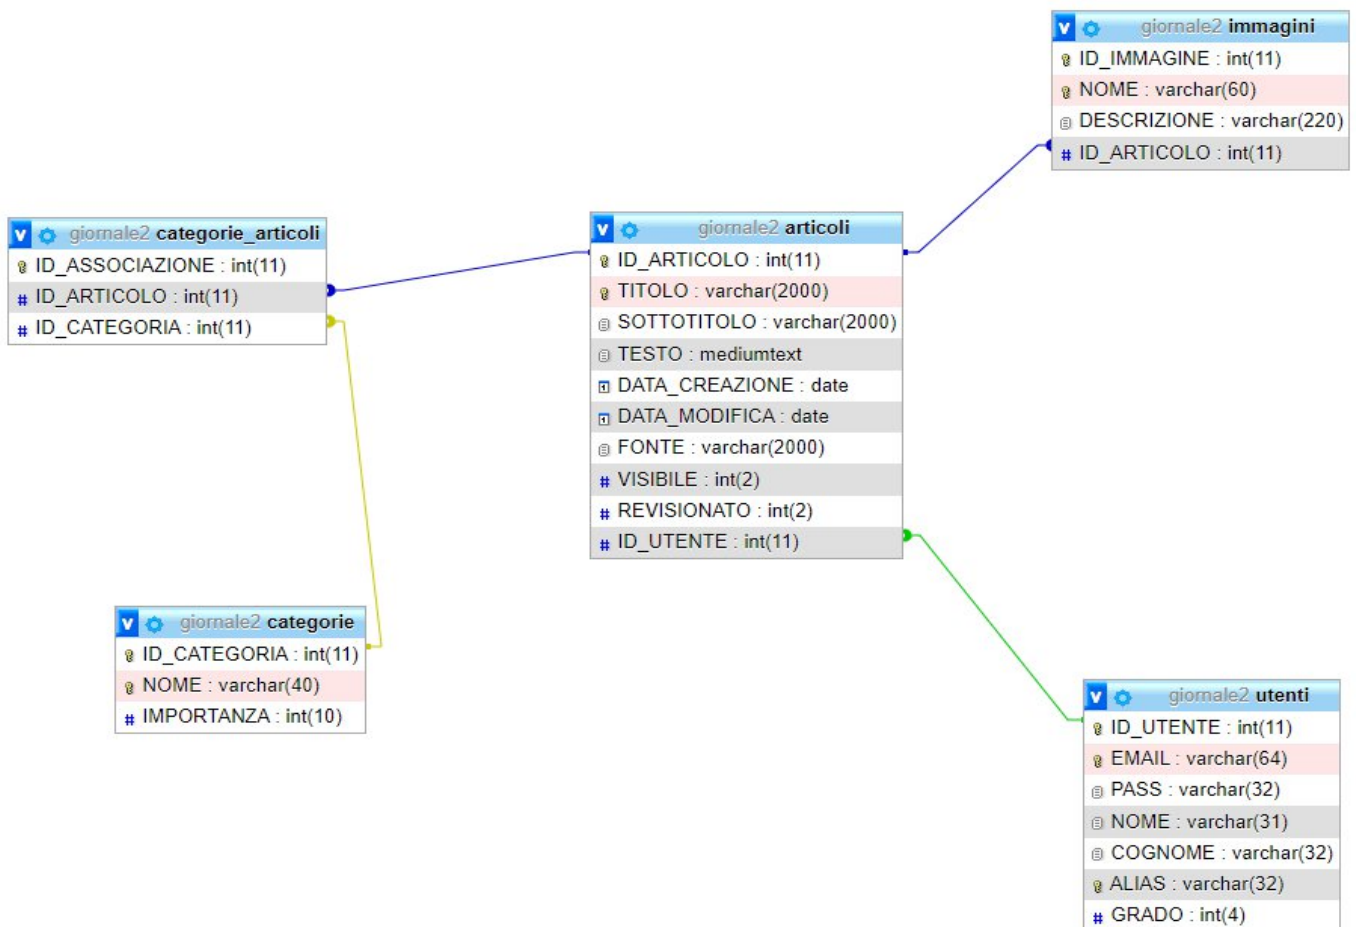 giornale2 immagini
ID_IMMAGINE : int(11)
NOME : varchar(60)
DESCRIZIONE : varchar(220)
ID_ARTICOLO : int(11)
giornale2 categorie_articoli
ID_ASSOCIAZIONE : int(11)
ID_ARTICOLO : int(11)
ID_CATEGORIA : int(11)
giornale2 articoli
ID_ARTICOLO : int(11)
TITOLO : varchar(2000)
SOTTOTITOLO : varchar(2000)
TESTO : mediumtext
DATA_CREAZIONE : date
DATA_MODIFICA : date
FONTE : varchar(2000)
VISIBILE : int(2)
REVISIONATO : int(2)
ID_UTENTE : int(11)
giornale2 categorie
ID_CATEGORIA : int(11)
NOME : varchar(40)
IMPORTANZA : int(10)
giornale2 utenti
ID_UTENTE : int(11)
EMAIL : varchar(64)
PASS : varchar(32)
NOME : varchar(31)
COGNOME : varchar(32)
ALIAS : varchar(32)
GRADO : int(4)